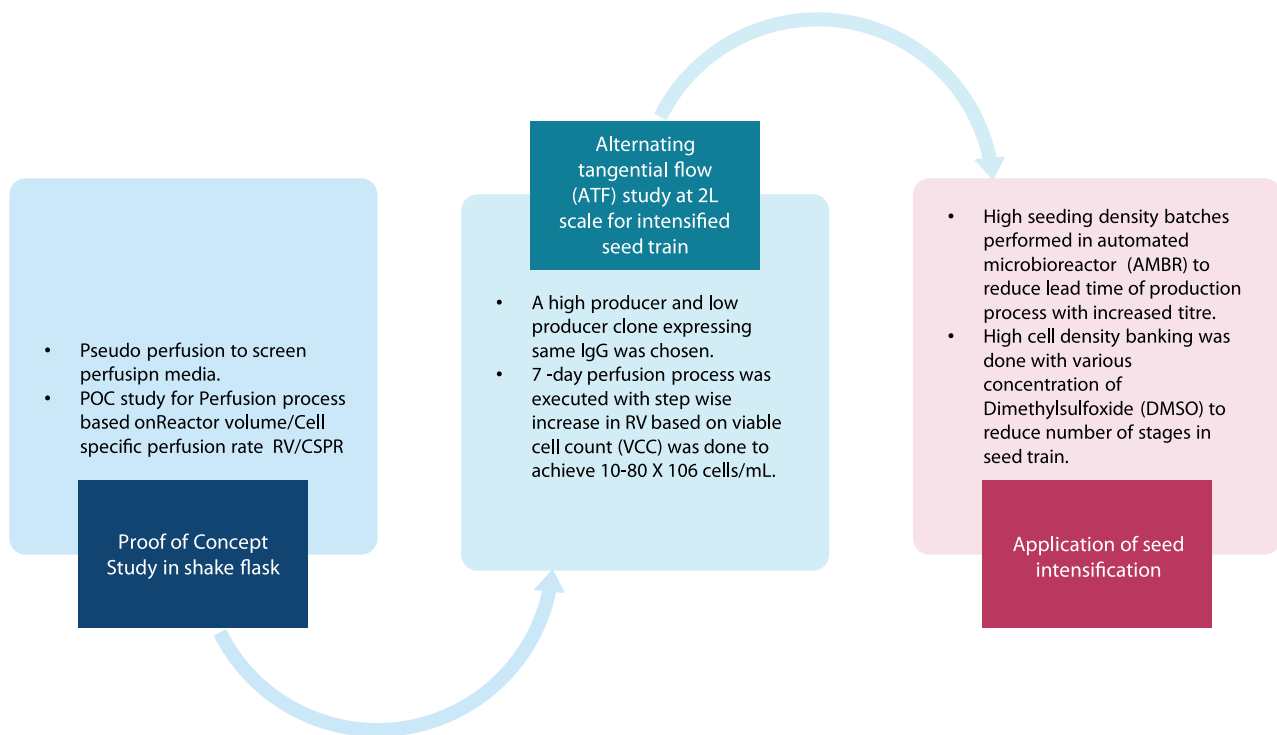 • Pseudo perfusion to screen
perfusipn media.
• POC study for Perfusion process
based onReactor volume/Cell
specific perfusion rate RV/CSPR
Proof of Concept
Study in shake flask
Alternating
tangential flow
(ATF) study at 2L
scale for intensified
seed train
• A high producer and low
producer clone expressing
same IgG was chosen.
• 7 -day perfusion process was
executed with step wise
increase in RV based on viable
cell count (VCC) was done to
achieve 10-80 X 106 cells/mL.
• High seeding density batches
performed in automated
microbioreactor (AMBR) to
reduce lead time of production
process with increased titre.
• High cell density banking was
done with various
concentration of
Dimethylsulfoxide (DMSO) to
reduce number of stages in
seed train.
Application of seed
intensification